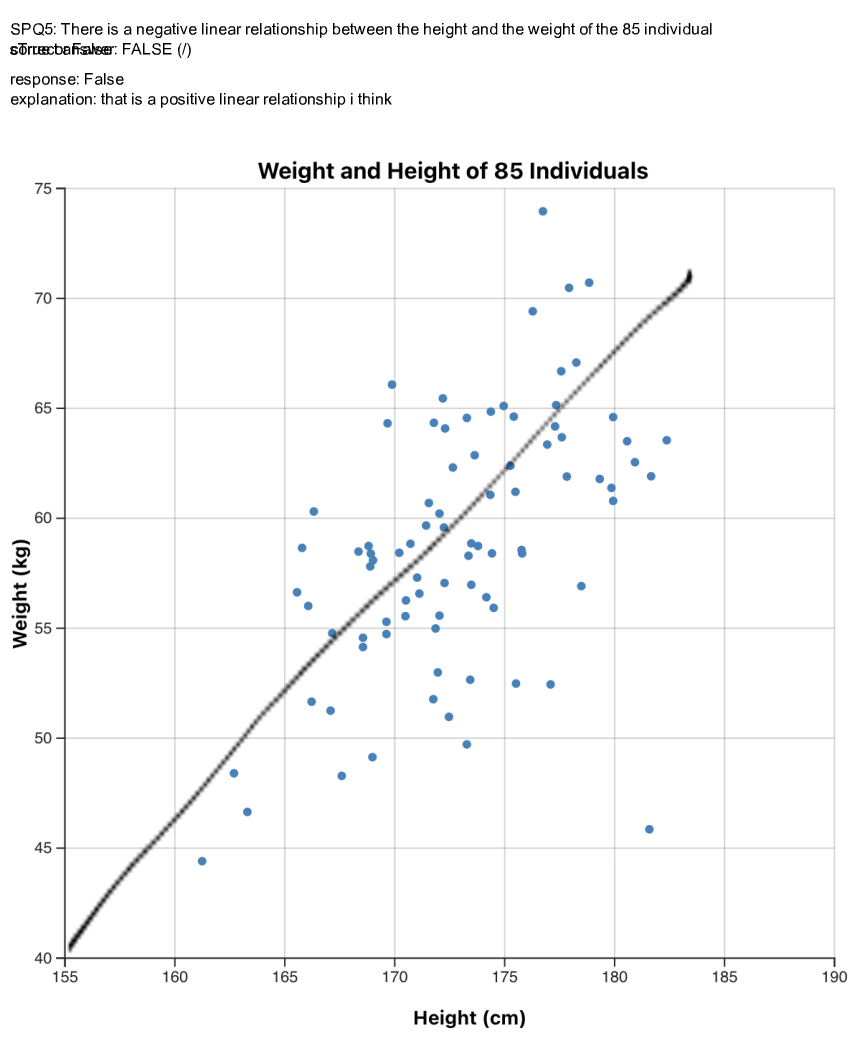 SPQ5: There is a negative linear relationship between the height and the weight of the 85 individual
FALSE (/)
response: False
explanation: that is a positive linear relationship i think
Weight and Height of 85 Individuals
75
70
65
60
55
50
45
40
Weight (kg)
155 160 165 170 175 180 185 190
Height (cm)